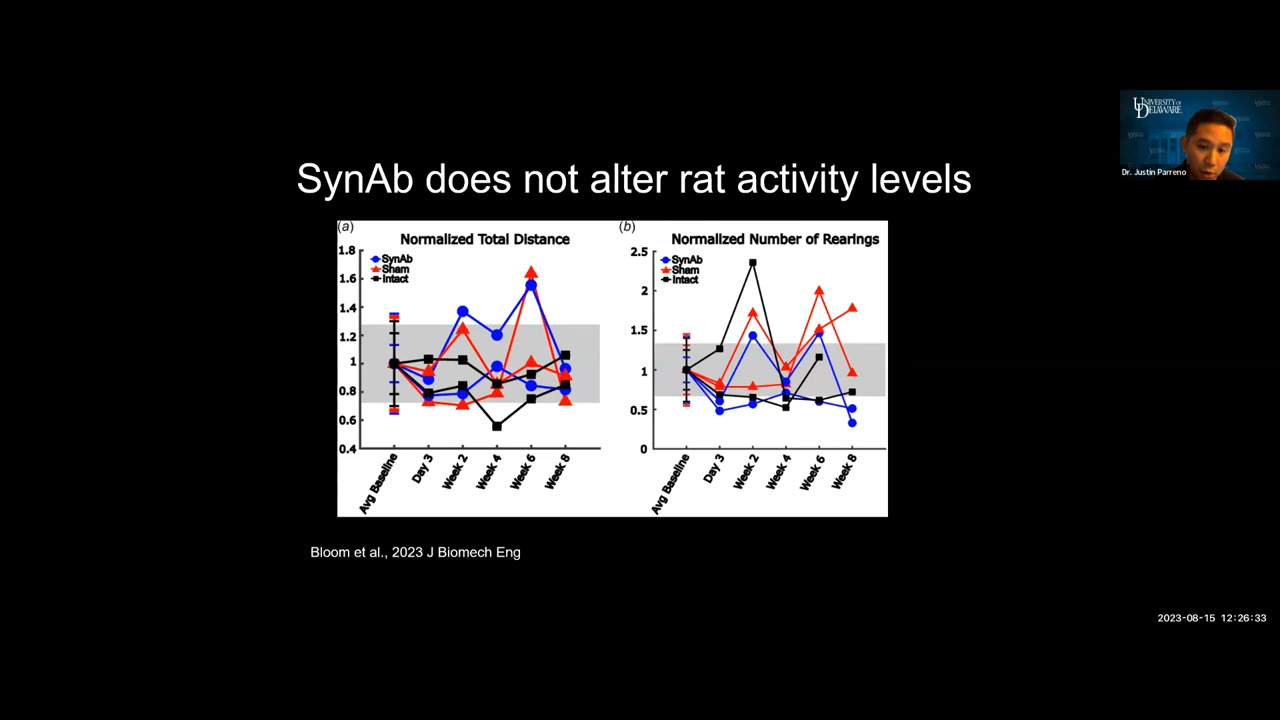 SynAb does not alter rat activity levels
(a)
Normalized Total Distance
SynAb
Sham
Intact
1.8
1.6
1.4
1.2
1
0.8
0.6
0.4
Avg Baseline
Day 3
Week 2
Week 4
Week 6
Week 8
(b)
Normalized Number of Rearings
SynAb
Sham
Intact
2.5
2
1.5
1
0.5
0
Avg Baseline
Day 3
Week 2
Week 4
Week 6
Week 8
Bloom et al., 2023 J Biomech Eng
UNIVERSITY OF
DELAWARE.
Dr. Justin Parreno
2023-08-15 12:26:33